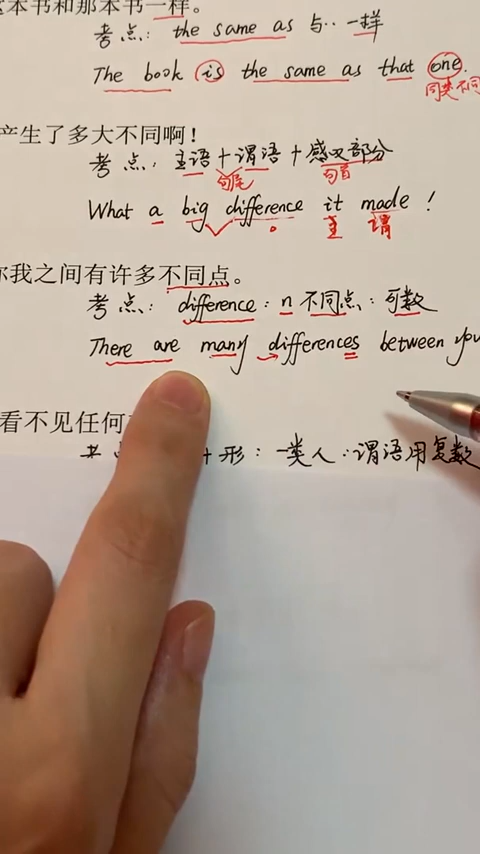 本书和那本书一样。
考点: the same as 与..一样
The book is the same as that one.
同类不同
产生了多大不同啊!
考点: 主语+谓语+感叹部分
句尾 句首
What a big difference it made!
主 谓
你我之间有许多不同点。
考点: difference: n 不同点: 可数
There are many differences between you
看不见任何
+形: 一类人: 谓语用复数